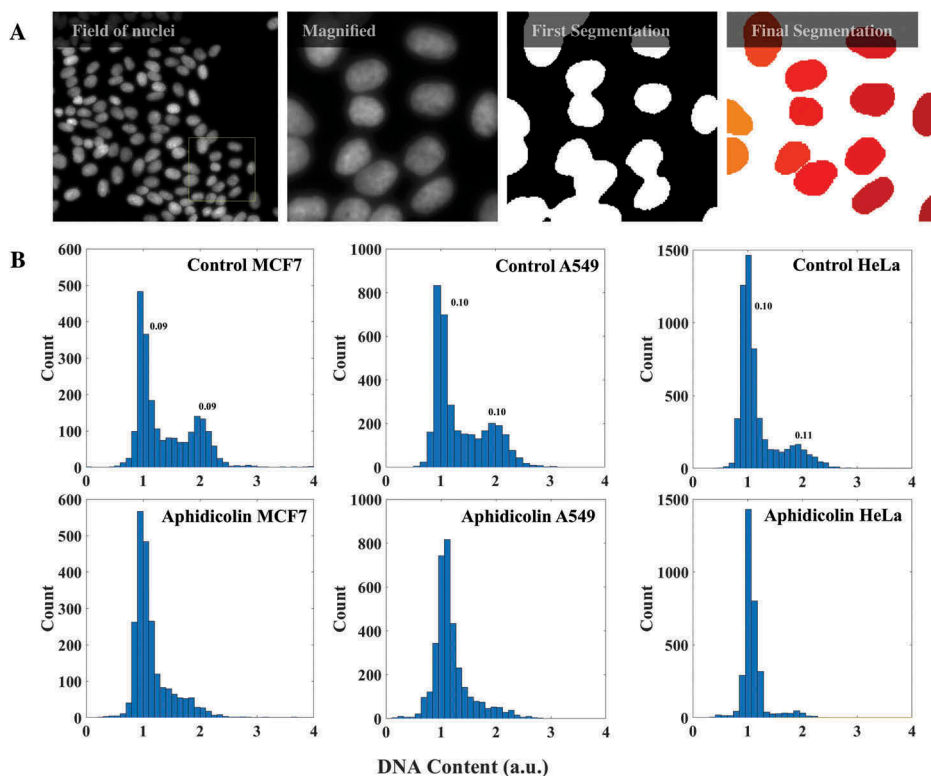 A
Field of nuclei
Magnified
First Segmentation
Final Segmentation
B
Control MCF7
600
500
400
300
200
100
0
Count
0.09
0.09
0 1 2 3 4
Control A549
1000
800
600
400
200
0
Count
0.10
0.10
0 1 2 3 4
Control HeLa
1500
1000
500
0
Count
0.10
0.11
0 1 2 3 4
Aphidicolin MCF7
600
500
400
300
200
100
0
Count
0 1 2 3 4
Aphidicolin A549
1000
800
600
400
200
0
Count
0 1 2 3 4
Aphidicolin HeLa
1500
1000
500
0
Count
0 1 2 3 4
DNA Content (a.u.)